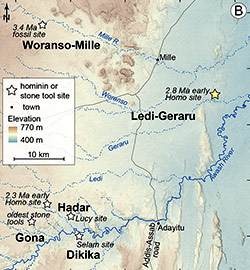 B
N
3.4 Ma
fossil site
Woranso-Mille
Mille R.
Mille
hominin or
stone tool site
town
Elevation
770 m
400 m
10 km
Woranso
2.8 Ma early
Homo site
Ledi-Geraru
Geraru
Awash River
Ledi
2.3 Ma early
Homo site
Hadar
Lucy site
oldest stone
tools
Gona
Selam site
Dikika
Adayitu
Addis-Assab
road